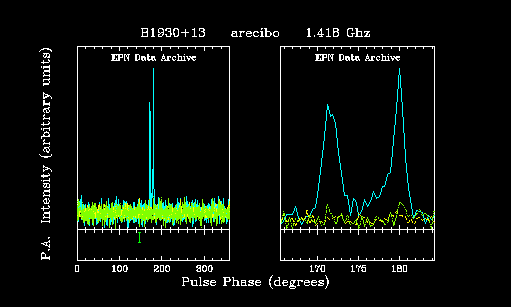 B1930+13 arecibo 1.418 Ghz
EPN Data Archive EPN Data Archive
P.A. Intensity (arbitrary units)
0 100 200 300 170 175 180
Pulse Phase (degrees)